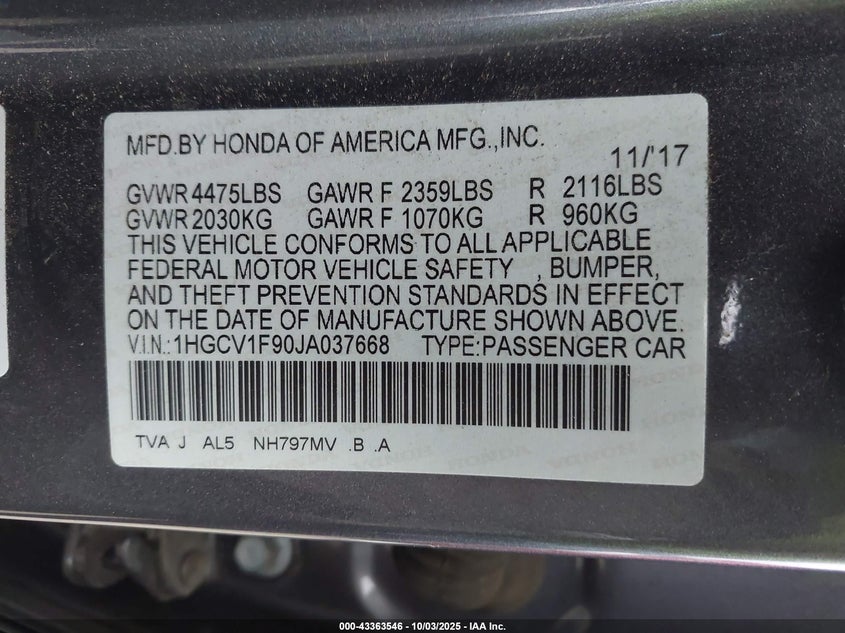 MFD.BY HONDA OF AMERICA MFG.,INC.
11/'17
GVWR 4475LBS GAWR F 2359LBS R 2116LBS
GVWR 2030KG GAWR F 1070KG R 960KG
THIS VEHICLE CONFORMS TO ALL APPLICABLE
FEDERAL MOTOR VEHICLE SAFETY , BUMPER,
AND THEFT PREVENTION STANDARDS IN EFFECT
ON THE DATE OF MANUFACTURE SHOWN ABOVE.
V.I.N.:1HGCV1F90JA037668 TYPE:PASSENGER CAR
TVA J AL5 NH797MV .B .A
000-43363546 - 10/03/2025 - IAA Inc.